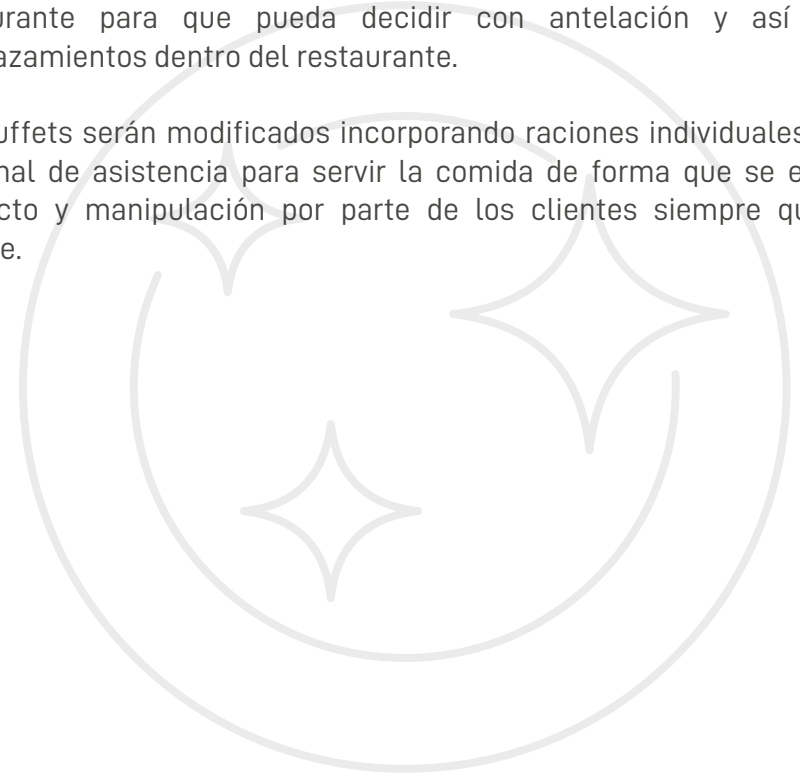 urante para que pueda decidir con antelación y así
azamientos dentro del restaurante.
uffets serán modificados incorporando raciones individuales
nal de asistencia para servir la comida de forma que se e
cto y manipulación por parte de los clientes siempre qu
e.